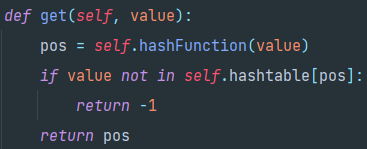 def get(self, value):
    pos = self.hashFunction(value)
    if value not in self.hashtable[pos]:
        return -1
    return pos